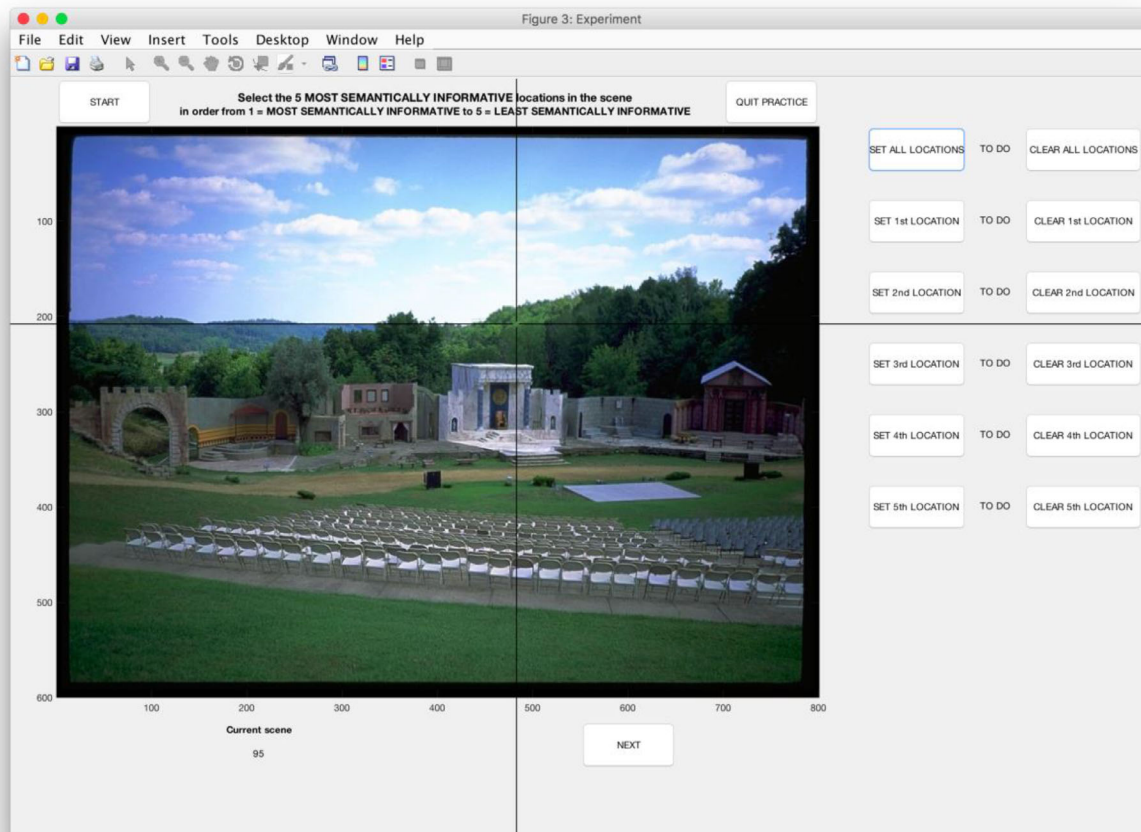 Figure 3: Experiment
File Edit View Insert Tools Desktop Window Help
START
Select the 5 MOST SEMANTICALLY INFORMATIVE locations in the scene
in order from 1 = MOST SEMANTICALLY INFORMATIVE to 5 = LEAST SEMANTICALLY INFORMATIVE
QUIT PRACTICE
SET ALL LOCATIONS TO DO CLEAR ALL LOCATIONS
SET 1st LOCATION TO DO CLEAR 1st LOCATION
SET 2nd LOCATION TO DO CLEAR 2nd LOCATION
SET 3rd LOCATION TO DO CLEAR 3rd LOCATION
SET 4th LOCATION TO DO CLEAR 4th LOCATION
SET 5th LOCATION TO DO CLEAR 5th LOCATION
100
200
300
400
500
600
100 200 300 400 500 600 700 800
Current scene
95
NEXT